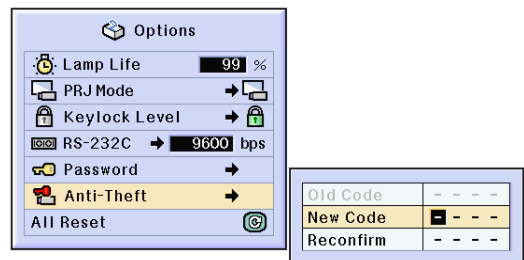 Options
Lamp Life 99 %
PRJ Mode
Keylock Level
RS-232C 9600 bps
Password
Anti-Theft
All Reset
Old Code - - - -
New Code - - - -
Reconfirm - - - -